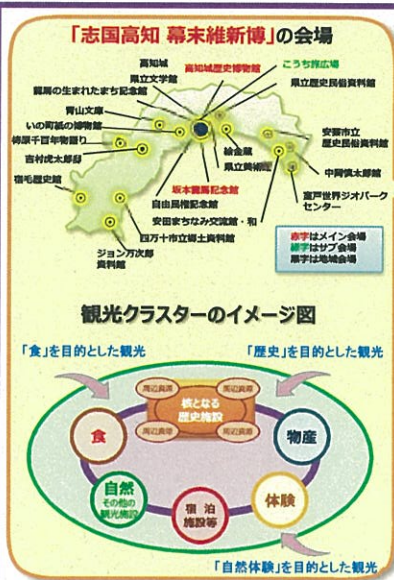 「志国高知 幕末維新博」の会場
高知城
県立文学館
高知城歴史博物館
こうち旅広場
龍馬の生まれたまち記念館
県立歴史民俗資料館
青山文庫
いの町紙の博物館
梼原千百年物語り
吉村虎太郎邸
宿毛歴史館
絵金蔵
県立美術館
安芸市立
歴史民俗資料館
中岡慎太郎館
坂本龍馬記念館
自由民権記念館
室戸世界ジオパーク
センター
安田まちなみ交流館・和
四万十市立郷土資料館
ジョン万次郎
資料館
赤字はメイン会場
緑字はサブ会場
黒字は地域会場
観光クラスターのイメージ図
「食」を目的とした観光
「歴史」を目的とした観光
周辺資源
周辺資源
核となる
歴史施設
周辺資源
周辺資源
食
物産
自然
その他の
観光施設
宿泊
施設等
体験
「自然体験」を目的とした観光